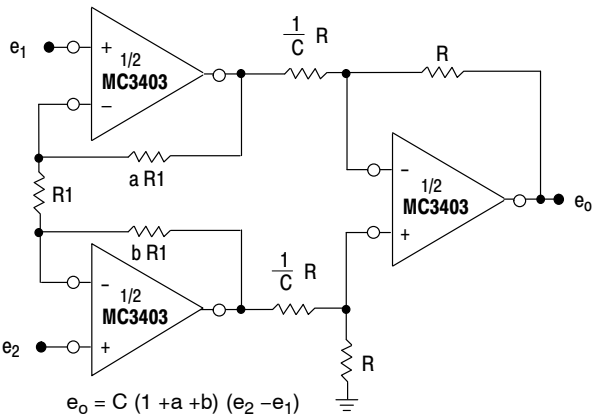 e1
+
1/2
MC3403
−
a R1
R1
b R1
-
1/2
MC3403
+
e2
1
C
R
R
-
1/2
MC3403
+
eo
1
C
R
R
eo = C (1 +a +b) (e2 −e1)